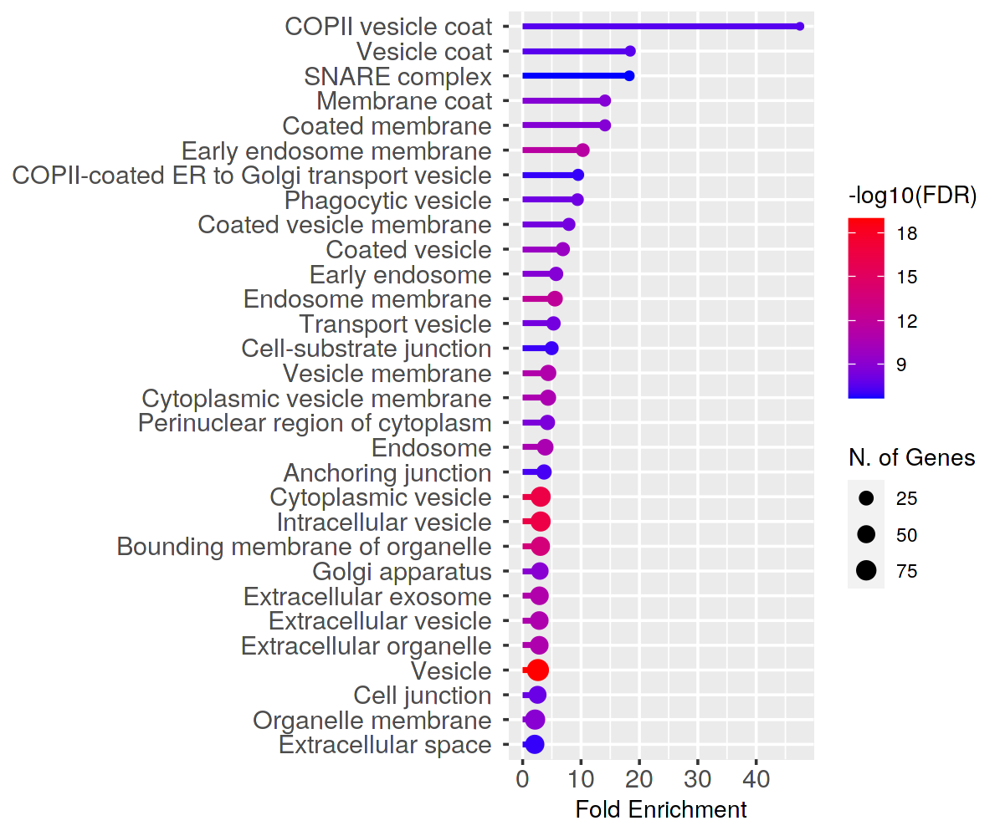 COPII vesicle coat
Vesicle coat
SNARE complex
Membrane coat
Coated membrane
Early endosome membrane
COPII-coated ER to Golgi transport vesicle
Phagocytic vesicle
Coated vesicle membrane
Coated vesicle
Early endosome
Endosome membrane
Transport vesicle
Cell-substrate junction
Vesicle membrane
Cytoplasmic vesicle membrane
Perinuclear region of cytoplasm
Endosome
Anchoring junction
Cytoplasmic vesicle
Intracellular vesicle
Bounding membrane of organelle
Golgi apparatus
Extracellular exosome
Extracellular vesicle
Extracellular organelle
Vesicle
Cell junction
Organelle membrane
Extracellular space
0 10 20 30 40
Fold Enrichment
-log10(FDR)
18
15
12
9
N. of Genes
25
50
75